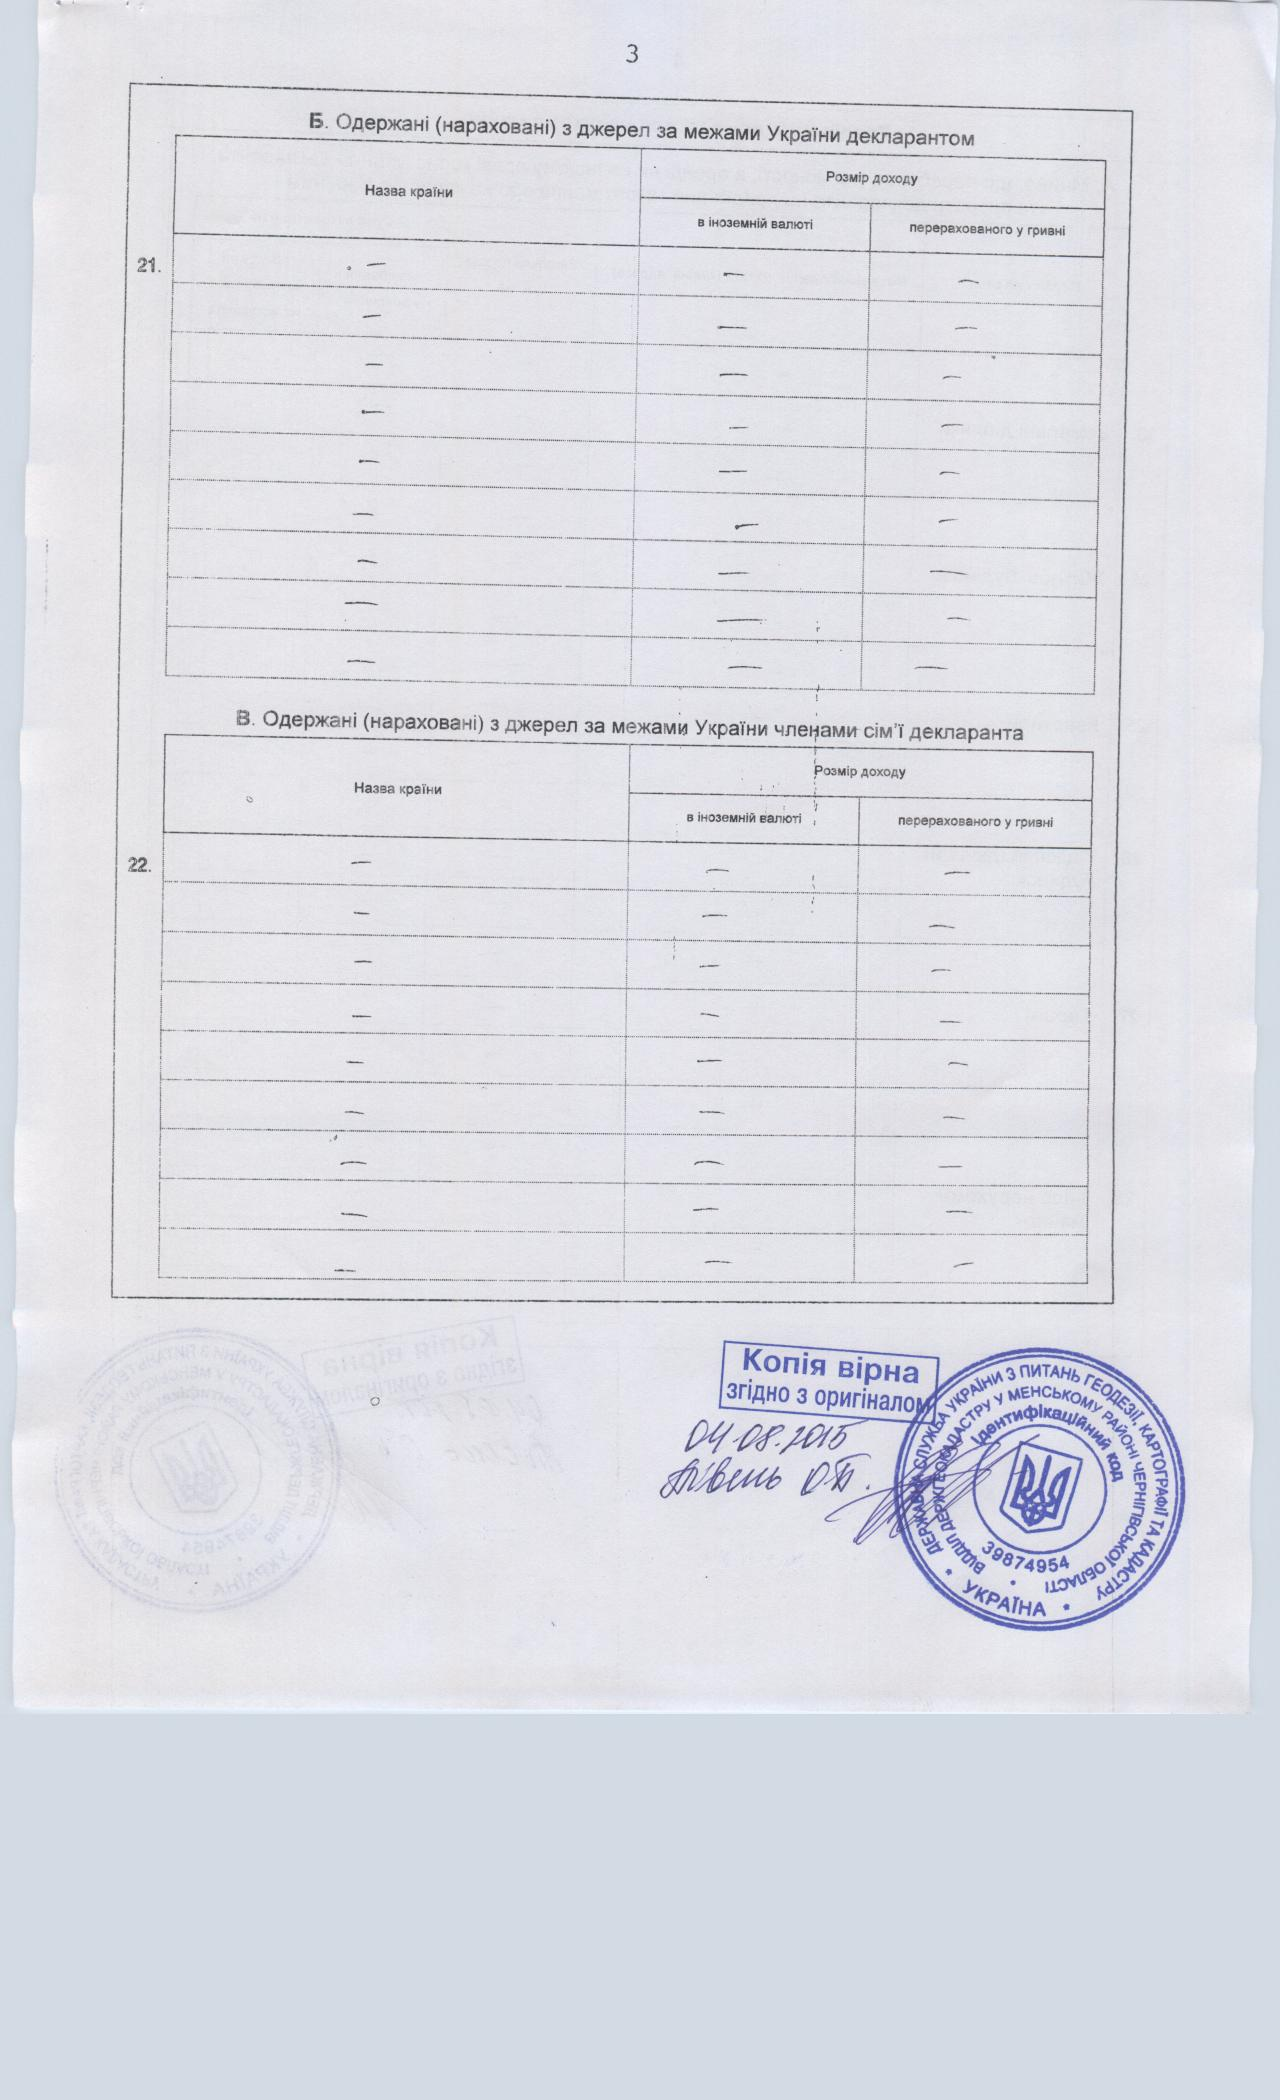 3
Б. Одержані (нараховані) з джерел за межами України декларантом
Назва країни
Розмір доходу
в іноземній валюті
перерахованого у гривні
21. — — —
— — —
— — —
— — —
— — —
— — —
— — —
— — —
— — —
В. Одержані (нараховані) з джерел за межами України членами сім'ї декларанта
Назва країни
Розмір доходу
в іноземній валюті
перерахованого у гривні
22. — — —
— — —
— — —
— — —
— — —
— — —
— — —
— — —
— — —
Копія вірна
згідно з оригіналом
04.08.2015
Півень О.П.
ДЕРЖАВНА СЛУЖБА УКРАЇНИ З ПИТАНЬ ГЕОДЕЗІЇ, КАРТОГРАФІЇ ТА КАДАСТРУ
ВІДДІЛ ДЕРЖГЕОКАДАСТРУ У МЕНСЬКОМУ РАЙОНІ ЧЕРНІГІВСЬКОЇ ОБЛАСТІ
Ідентифікаційний код
39874954
* УКРАЇНА *